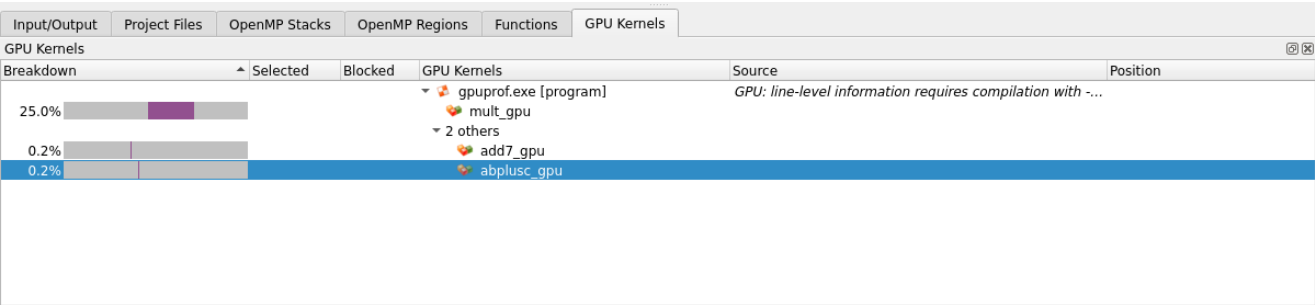 Input/Output Project Files OpenMP Stacks OpenMP Regions Functions GPU Kernels
GPU Kernels
Breakdown Selected Blocked GPU Kernels Source Position
gpuprof.exe [program] GPU: line-level information requires compilation with -...
25.0% mult_gpu
2 others
0.2% add7_gpu
0.2% abplusc_gpu